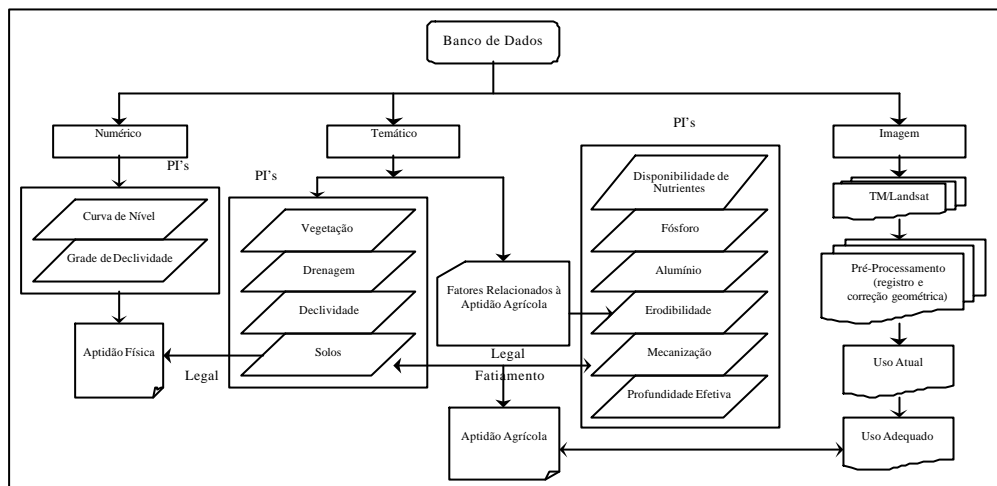 Banco de Dados
Numérico
Temático
Imagem
PI's
PI's
PI's
Curva de Nível
Grade de Declividade
Vegetação
Drenagem
Declividade
Solos
Fatores Relacionados à
Aptidão Agrícola
Disponibilidade de
Nutrientes
Fósforo
Alumínio
Erodibilidade
Mecanização
Profundidade Efetiva
TM/Landsat
Pré-Processamento
(registro e
correção geométrica)
Aptidão Física
Legal
Legal
Fatiamento
Uso Atual
Aptidão Agrícola
Uso Adequado